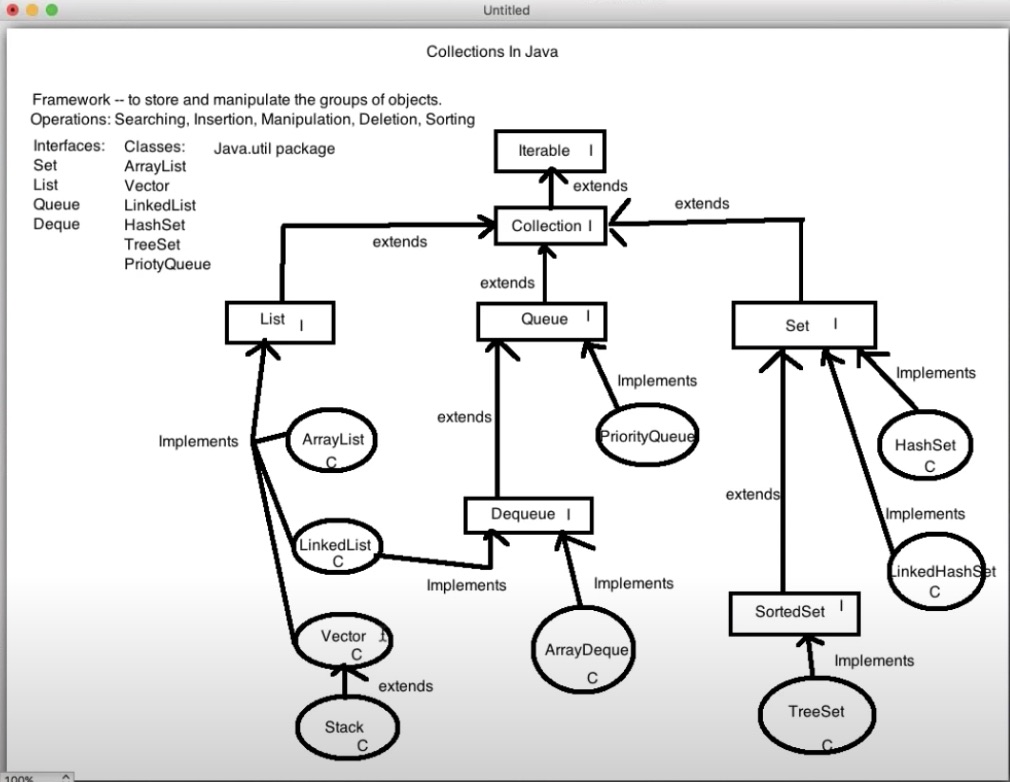 Untitled
Collections In Java
Framework -- to store and manipulate the groups of objects.
Operations: Searching, Insertion, Manipulation, Deletion, Sorting
Interfaces: Classes: Java.util package
Set ArrayList
List Vector
Queue LinkedList
Deque HashSet
TreeSet
PriotyQueue
Iterable I
extends
Collection I
extends
extends
extends
List I
Queue I
Set I
Implements
Implements
extends
Implements
ArrayList
C
PriorityQueue
HashSet
C
extends
Implements
Dequeue I
LinkedList
C
Implements
Implements
LinkedHashSet
C
SortedSet I
Vector
C
ArrayDeque
C
Implements
extends
Stack
C
TreeSet
C
100%